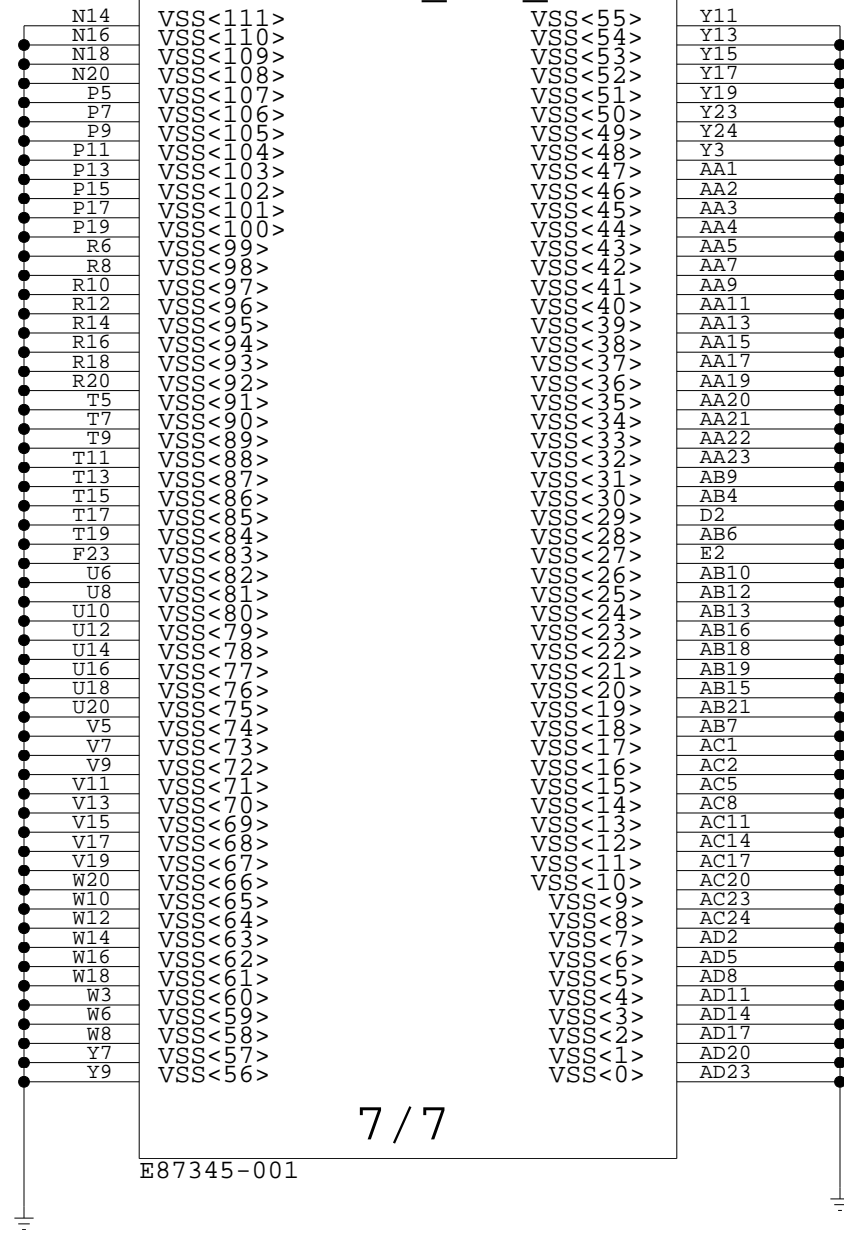 N14 VSS<111> VSS<55> Y11
N16 VSS<110> VSS<54> Y13
N18 VSS<109> VSS<53> Y15
N20 VSS<108> VSS<52> Y17
P5 VSS<107> VSS<51> Y19
P7 VSS<106> VSS<50> Y23
P9 VSS<105> VSS<49> Y24
P11 VSS<104> VSS<48> Y3
P13 VSS<103> VSS<47> AA1
P15 VSS<102> VSS<46> AA2
P17 VSS<101> VSS<45> AA3
P19 VSS<100> VSS<44> AA4
R6 VSS<99> VSS<43> AA5
R8 VSS<98> VSS<42> AA7
R10 VSS<97> VSS<41> AA9
R12 VSS<96> VSS<40> AA11
R14 VSS<95> VSS<39> AA13
R16 VSS<94> VSS<38> AA15
R18 VSS<93> VSS<37> AA17
R20 VSS<92> VSS<36> AA19
T5 VSS<91> VSS<35> AA20
T7 VSS<90> VSS<34> AA21
T9 VSS<89> VSS<33> AA22
T11 VSS<88> VSS<32> AA23
T13 VSS<87> VSS<31> AB9
T15 VSS<86> VSS<30> AB4
T17 VSS<85> VSS<29> D2
T19 VSS<84> VSS<28> AB6
F23 VSS<83> VSS<27> E2
U6 VSS<82> VSS<26> AB10
U8 VSS<81> VSS<25> AB12
U10 VSS<80> VSS<24> AB13
U12 VSS<79> VSS<23> AB16
U14 VSS<78> VSS<22> AB18
U16 VSS<77> VSS<21> AB19
U18 VSS<76> VSS<20> AB15
U20 VSS<75> VSS<19> AB21
V5 VSS<74> VSS<18> AB7
V7 VSS<73> VSS<17> AC1
V9 VSS<72> VSS<16> AC2
V11 VSS<71> VSS<15> AC5
V13 VSS<70> VSS<14> AC8
V15 VSS<69> VSS<13> AC11
V17 VSS<68> VSS<12> AC14
V19 VSS<67> VSS<11> AC17
W20 VSS<66> VSS<10> AC20
W10 VSS<65> VSS<9> AC23
W12 VSS<64> VSS<8> AC24
W14 VSS<63> VSS<7> AD2
W16 VSS<62> VSS<6> AD5
W18 VSS<61> VSS<5> AD8
W3 VSS<60> VSS<4> AD11
W6 VSS<59> VSS<3> AD14
W8 VSS<58> VSS<2> AD17
Y7 VSS<57> VSS<1> AD20
Y9 VSS<56> VSS<0> AD23
7/7
E87345-001